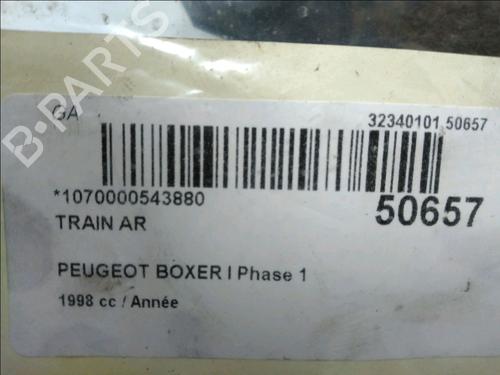 B-PARTS
GA
32340101 50657
*1070000543880
50657
TRAIN AR
PEUGEOT BOXER I Phase 1
1998 cc / Année